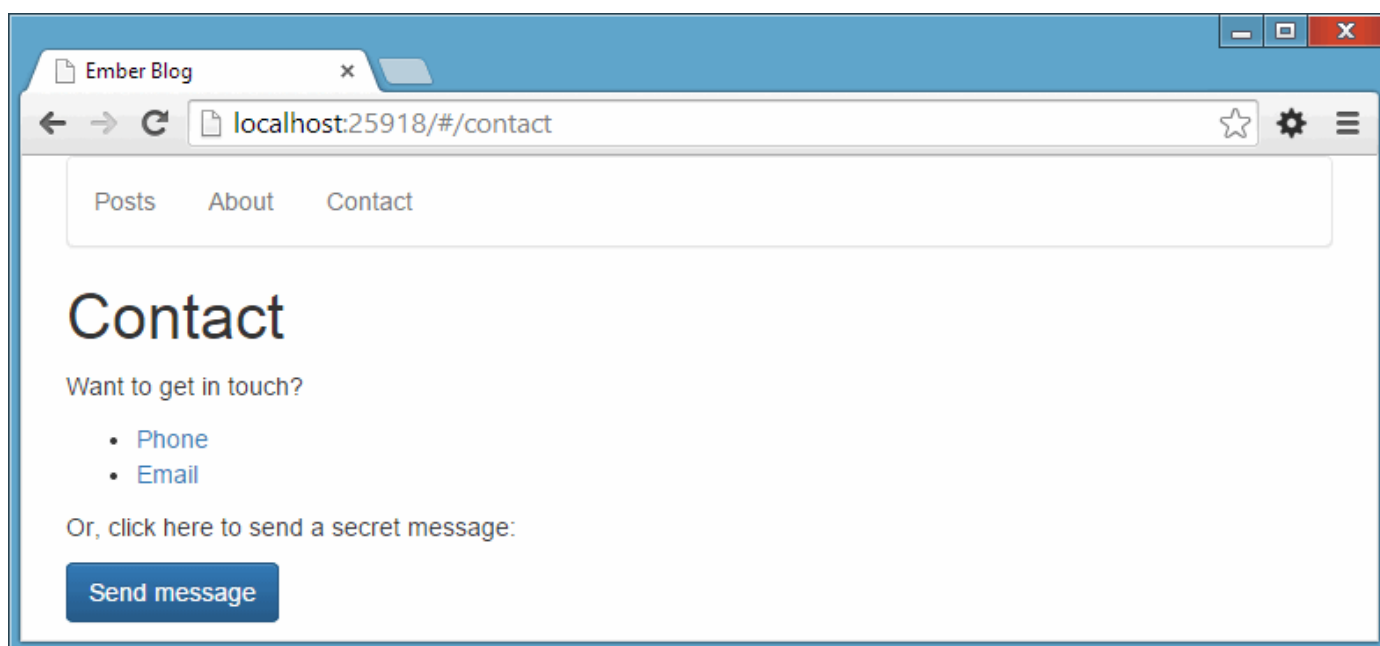 Ember Blog
localhost:25918/#/contact
Posts About Contact
Contact
Want to get in touch?
Phone
Email
Or, click here to send a secret message:
Send message